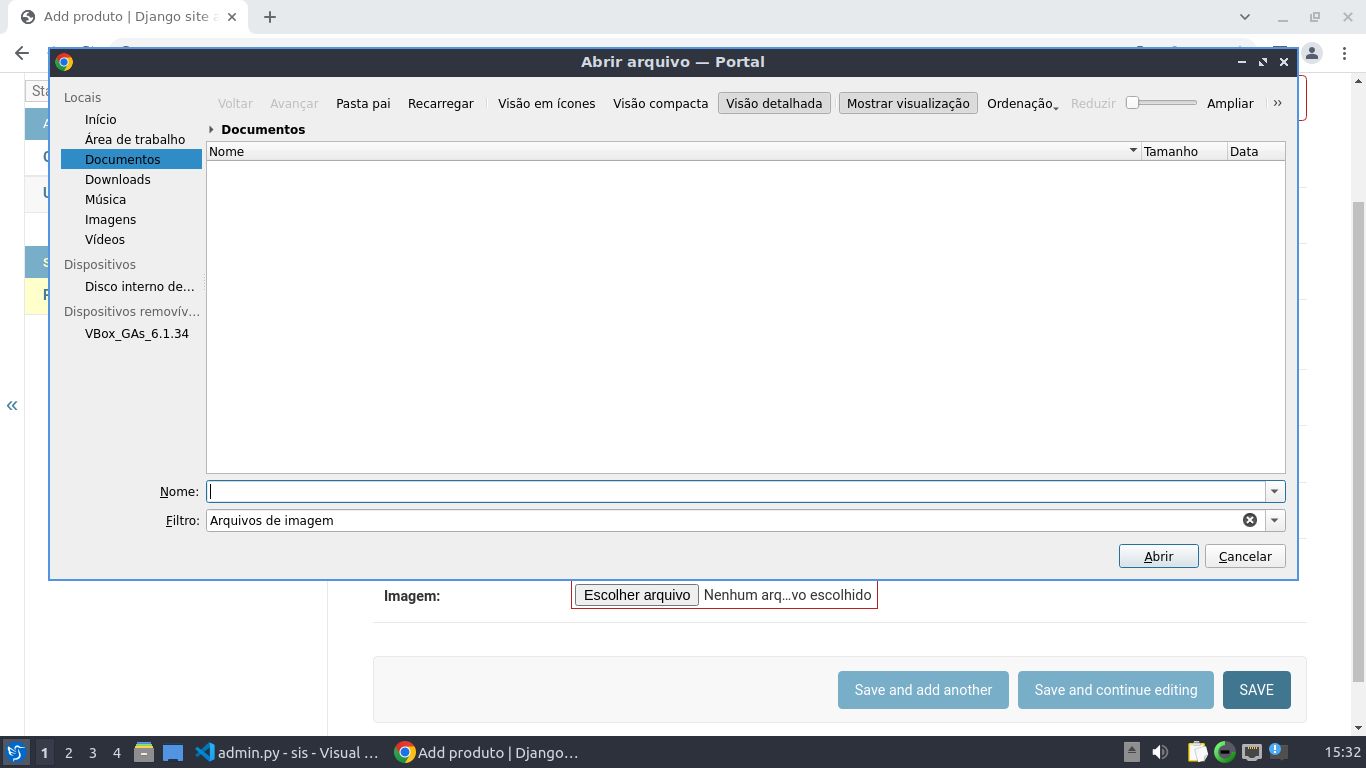 Add produto | Django site a
Abrir arquivo — Portal
Sta
Locais
Início
Área de trabalho
Documentos
Downloads
Música
Imagens
Vídeos
Dispositivos
Disco interno de...
Dispositivos removív...
VBox_GAs_6.1.34
Voltar Avançar Pasta pai Recarregar Visão em ícones Visão compacta Visão detalhada Mostrar visualização Ordenação Reduzir Ampliar »
Documentos
Nome Tamanho Data
Nome:
Filtro: Arquivos de imagem
Abrir Cancelar
«
Imagem: Escolher arquivo Nenhum arq...vo escolhido
Save and add another Save and continue editing SAVE
1 2 3 4 admin.py - sis - Visual ... Add produto | Django... 15:32